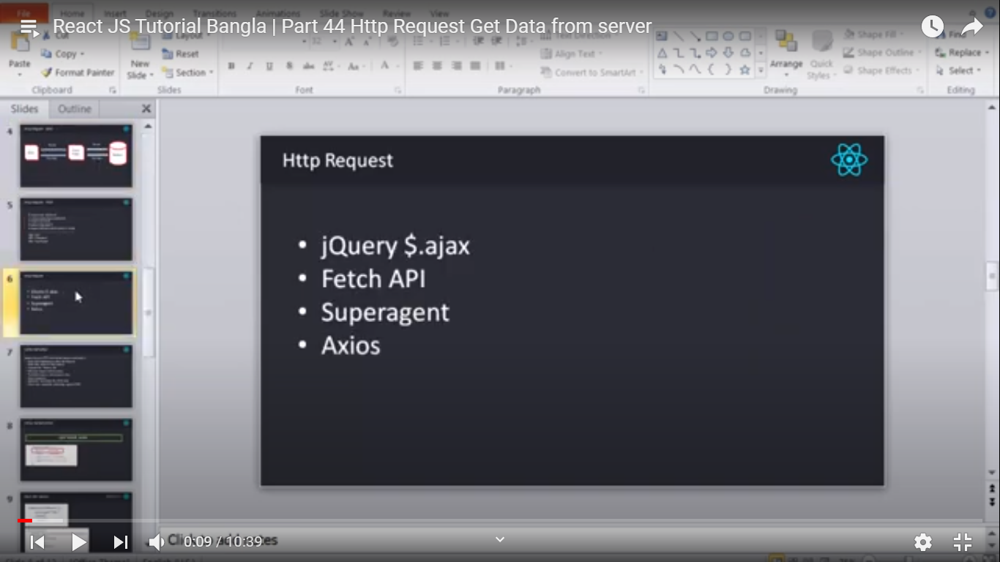 File Home Insert Design Transitions Animations Slide Show Review View
React JS Tutorial Bangla | Part 44 Http Request Get Data from server
Cut
Copy
Format Painter
Paste
Clipboard
New
Slide
Layout
Reset
Section
Slides
32
Font
Text Direction
Align Text
Convert to SmartArt
Paragraph
Arrange
Quick
Styles
Shape Fill
Shape Outline
Shape Effects
Drawing
Find
Replace
Select
Editing
Slides Outline
4
5
6
7
8
9
Http Request
• jQuery $.ajax
• Fetch API
• Superagent
• Axios
0:09 / 10:39